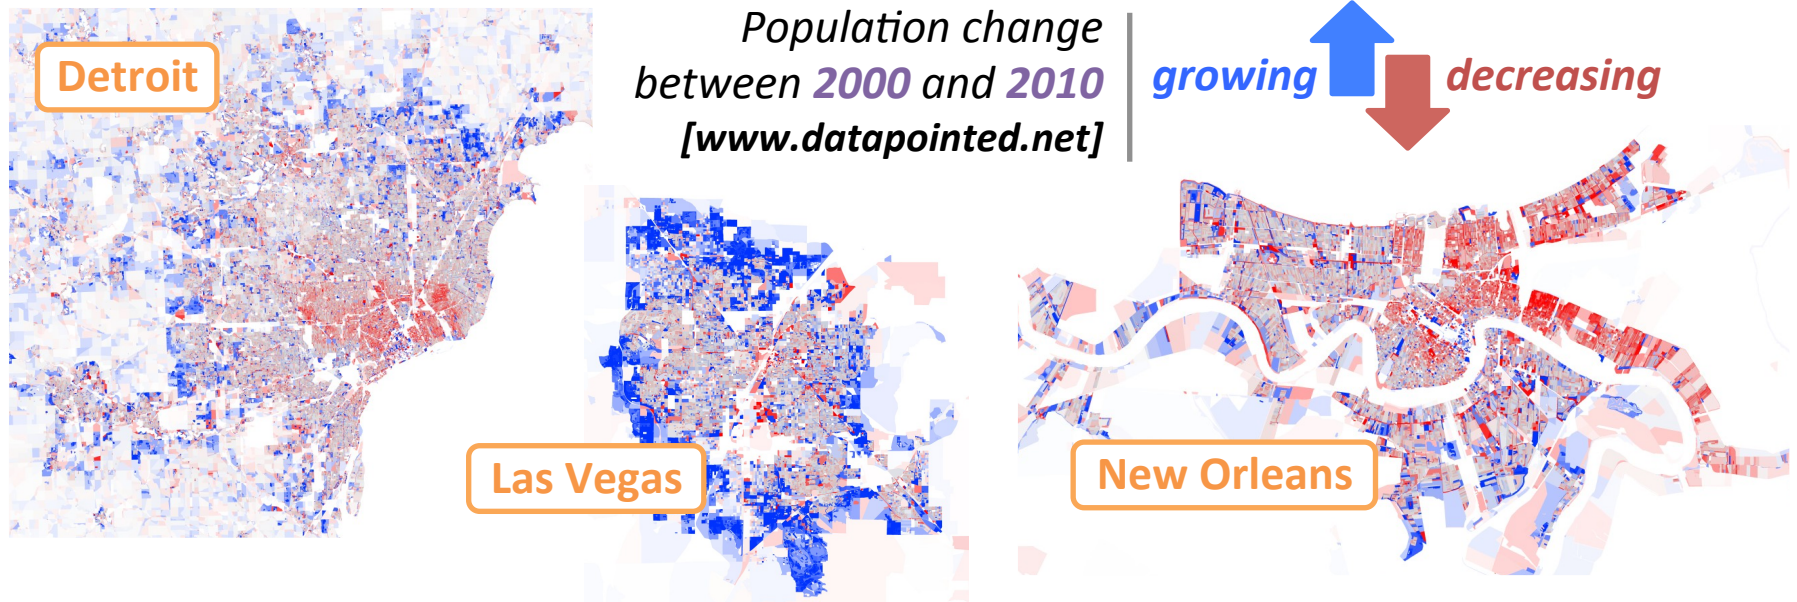 Detroit
Population change
between 2000 and 2010
[www.datapointed.net]
growing
decreasing
Las Vegas
New Orleans